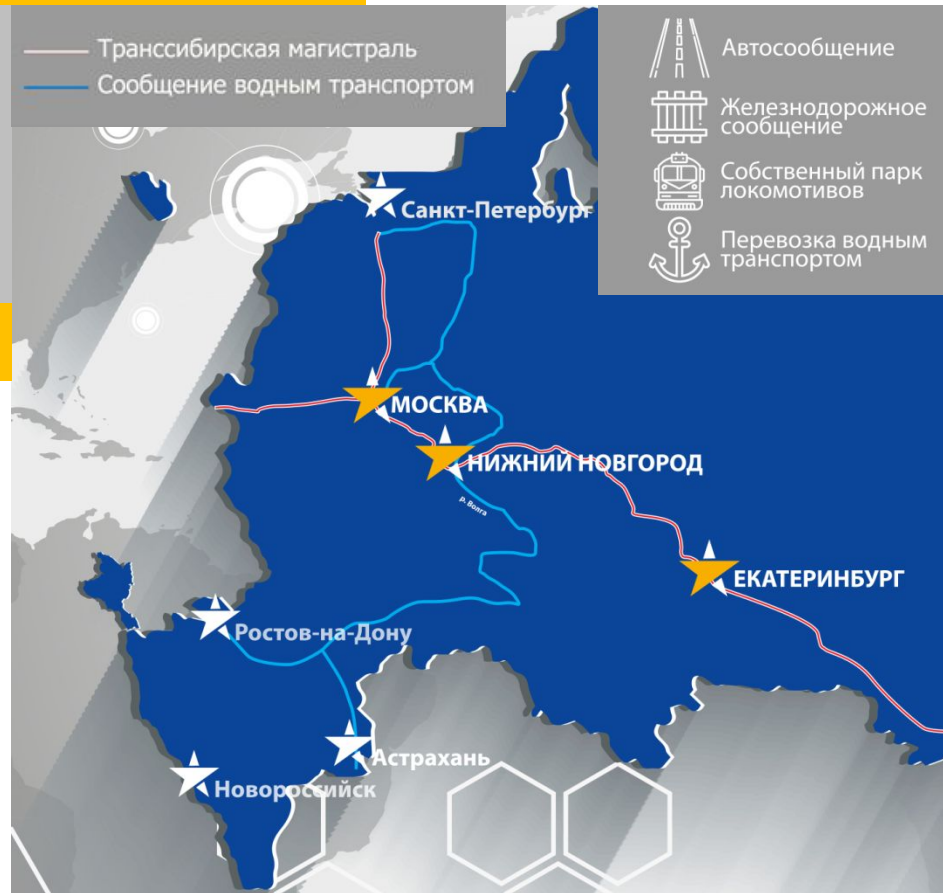 Транссибирская магистраль
Сообщение водным транспортом
Автосообщение
Железнодорожное
сообщение
Собственный парк
локомотивов
Перевозка водным
транспортом
Санкт-Петербург
МОСКВА
НИЖНИЙ НОВГОРОД
р. Волга
ЕКАТЕРИНБУРГ
Ростов-на-Дону
Астрахань
Новороссийск